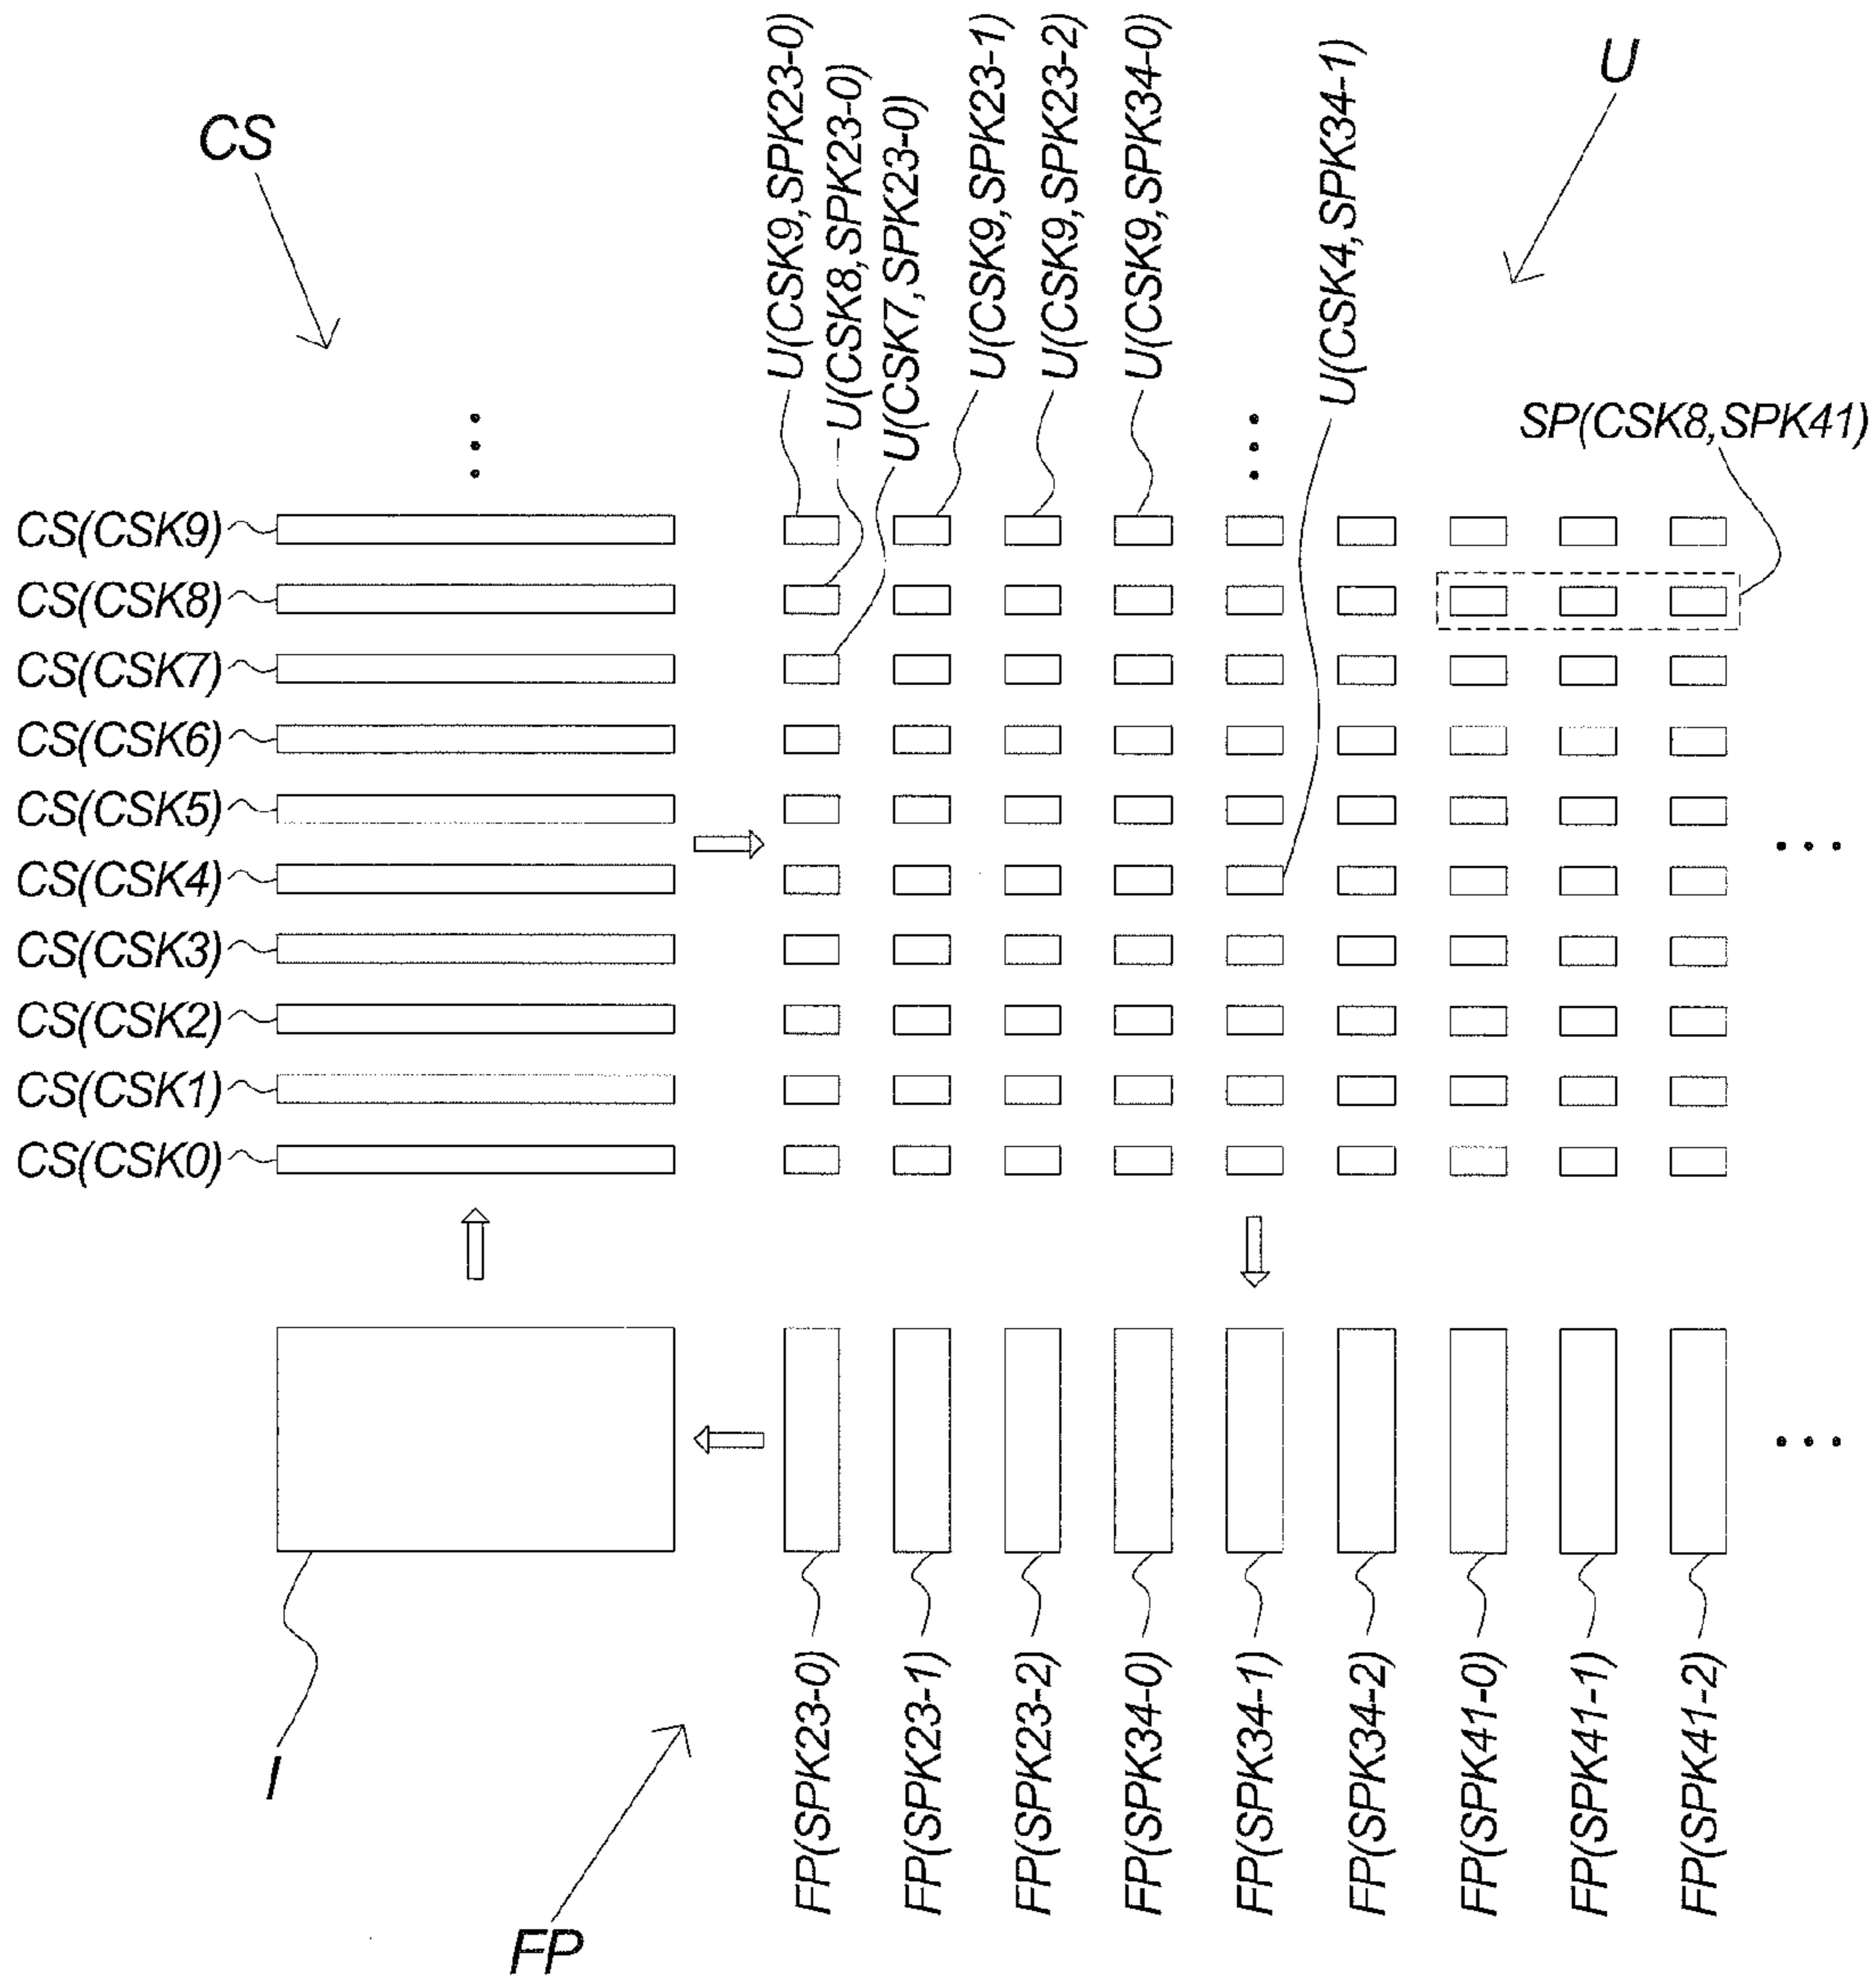 U(CSK9,SPK23-0)
U(CSK8,SPK23-0)
U(CSK7,SPK23-0)
U(CSK9,SPK23-1)
U(CSK9,SPK23-2)
U(CSK9,SPK34-0)
U(CSK4,SPK34-1)
U
CS
SP(CSK8,SPK41)
CS(CSK9)
CS(CSK8)
CS(CSK7)
CS(CSK6)
CS(CSK5)
CS(CSK4)
CS(CSK3)
CS(CSK2)
CS(CSK1)
CS(CSK0)
FP(SPK23-0)
FP(SPK23-1)
FP(SPK23-2)
FP(SPK34-0)
FP(SPK34-1)
FP(SPK34-2)
FP(SPK41-0)
FP(SPK41-1)
FP(SPK41-2)
I
FP